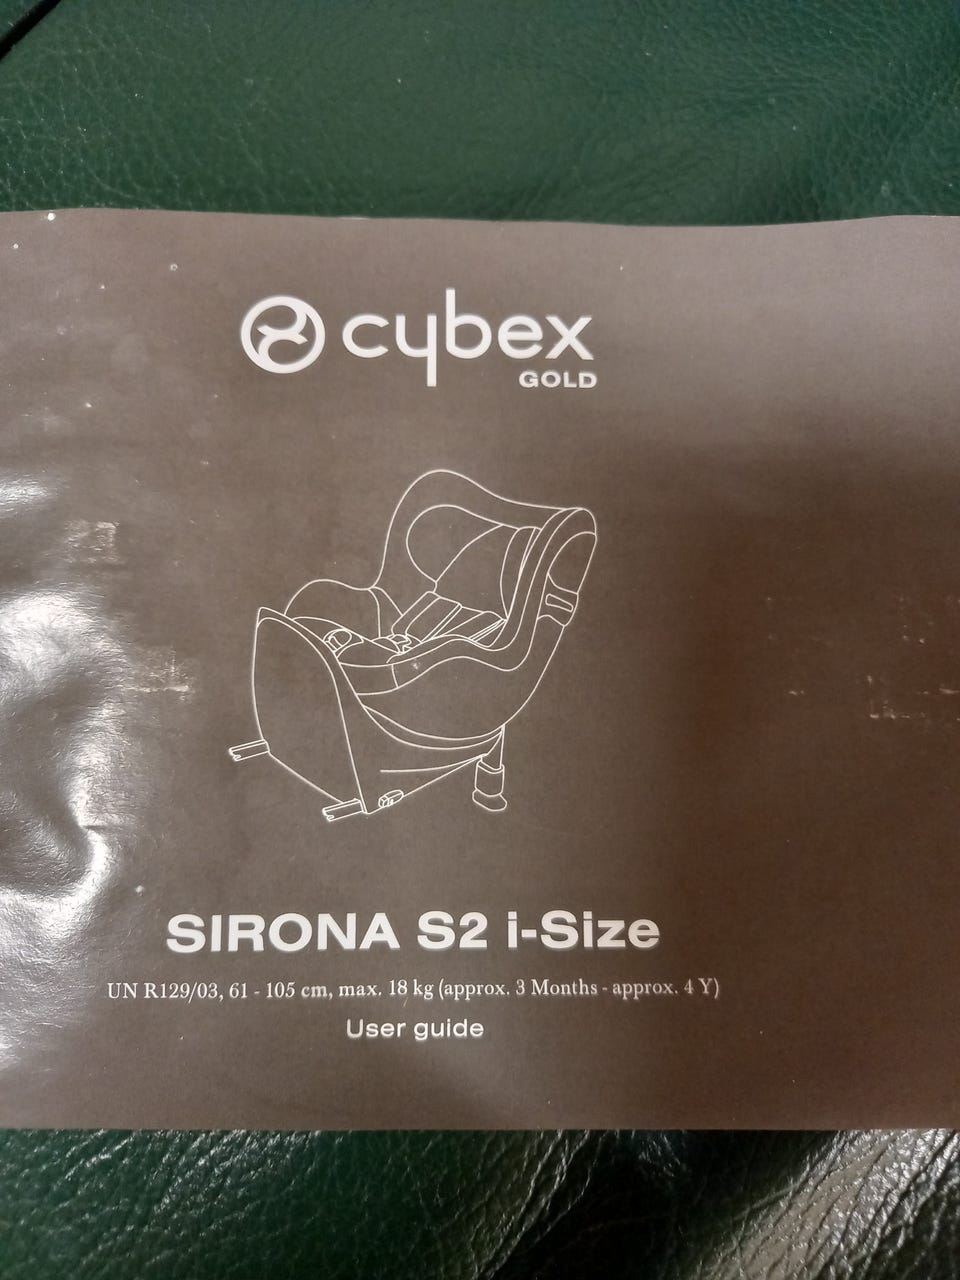 cybex
GOLD
SIRONA S2 i-Size
UN R129/03, 61 - 105 cm, max. 18 kg (approx. 3 Months - approx. 4 Y)
User guide